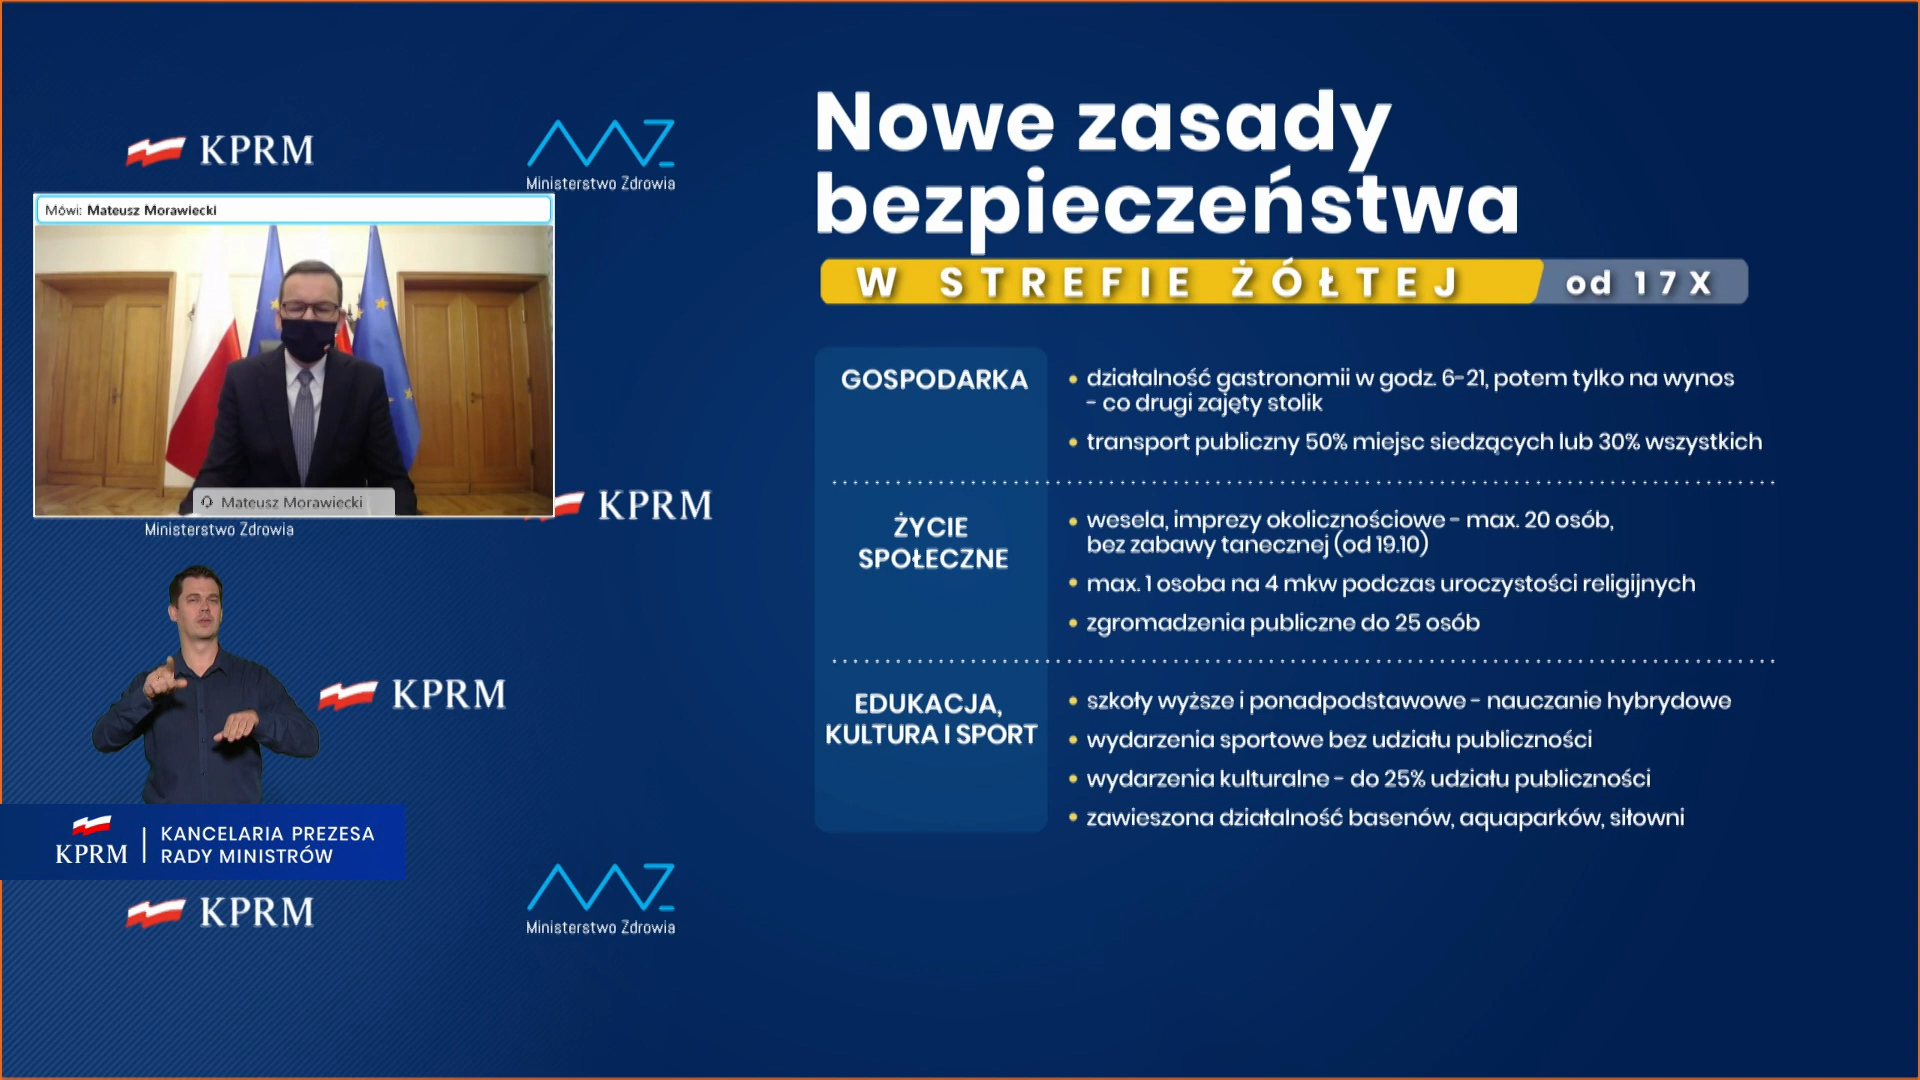 KPRM
Ministerstwo Zdrowia
Mówi: Mateusz Morawiecki
Mateusz Morawiecki
Ministerstwo Zdrowia
KPRM
KPRM
KPRM
KANCELARIA PREZESA
RADY MINISTRÓW
KPRM
Ministerstwo Zdrowia
Nowe zasady
bezpieczeństwa
W STREFIE ŻÓŁTEJ
od 17 X
GOSPODARKA
• działalność gastronomii w godz. 6-21, potem tylko na wynos
- co drugi zajęty stolik
• transport publiczny 50% miejsc siedzących lub 30% wszystkich
ŻYCIE
SPOŁECZNE
• wesela, imprezy okolicznościowe - max. 20 osób,
bez zabawy tanecznej (od 19.10)
• max. 1 osoba na 4 mkw podczas uroczystości religijnych
• zgromadzenia publiczne do 25 osób
EDUKACJA,
KULTURA I SPORT
• szkoły wyższe i ponadpodstawowe - nauczanie hybrydowe
• wydarzenia sportowe bez udziału publiczności
• wydarzenia kulturalne - do 25% udziału publiczności
• zawieszona działalność basenów, aquaparków, siłowni